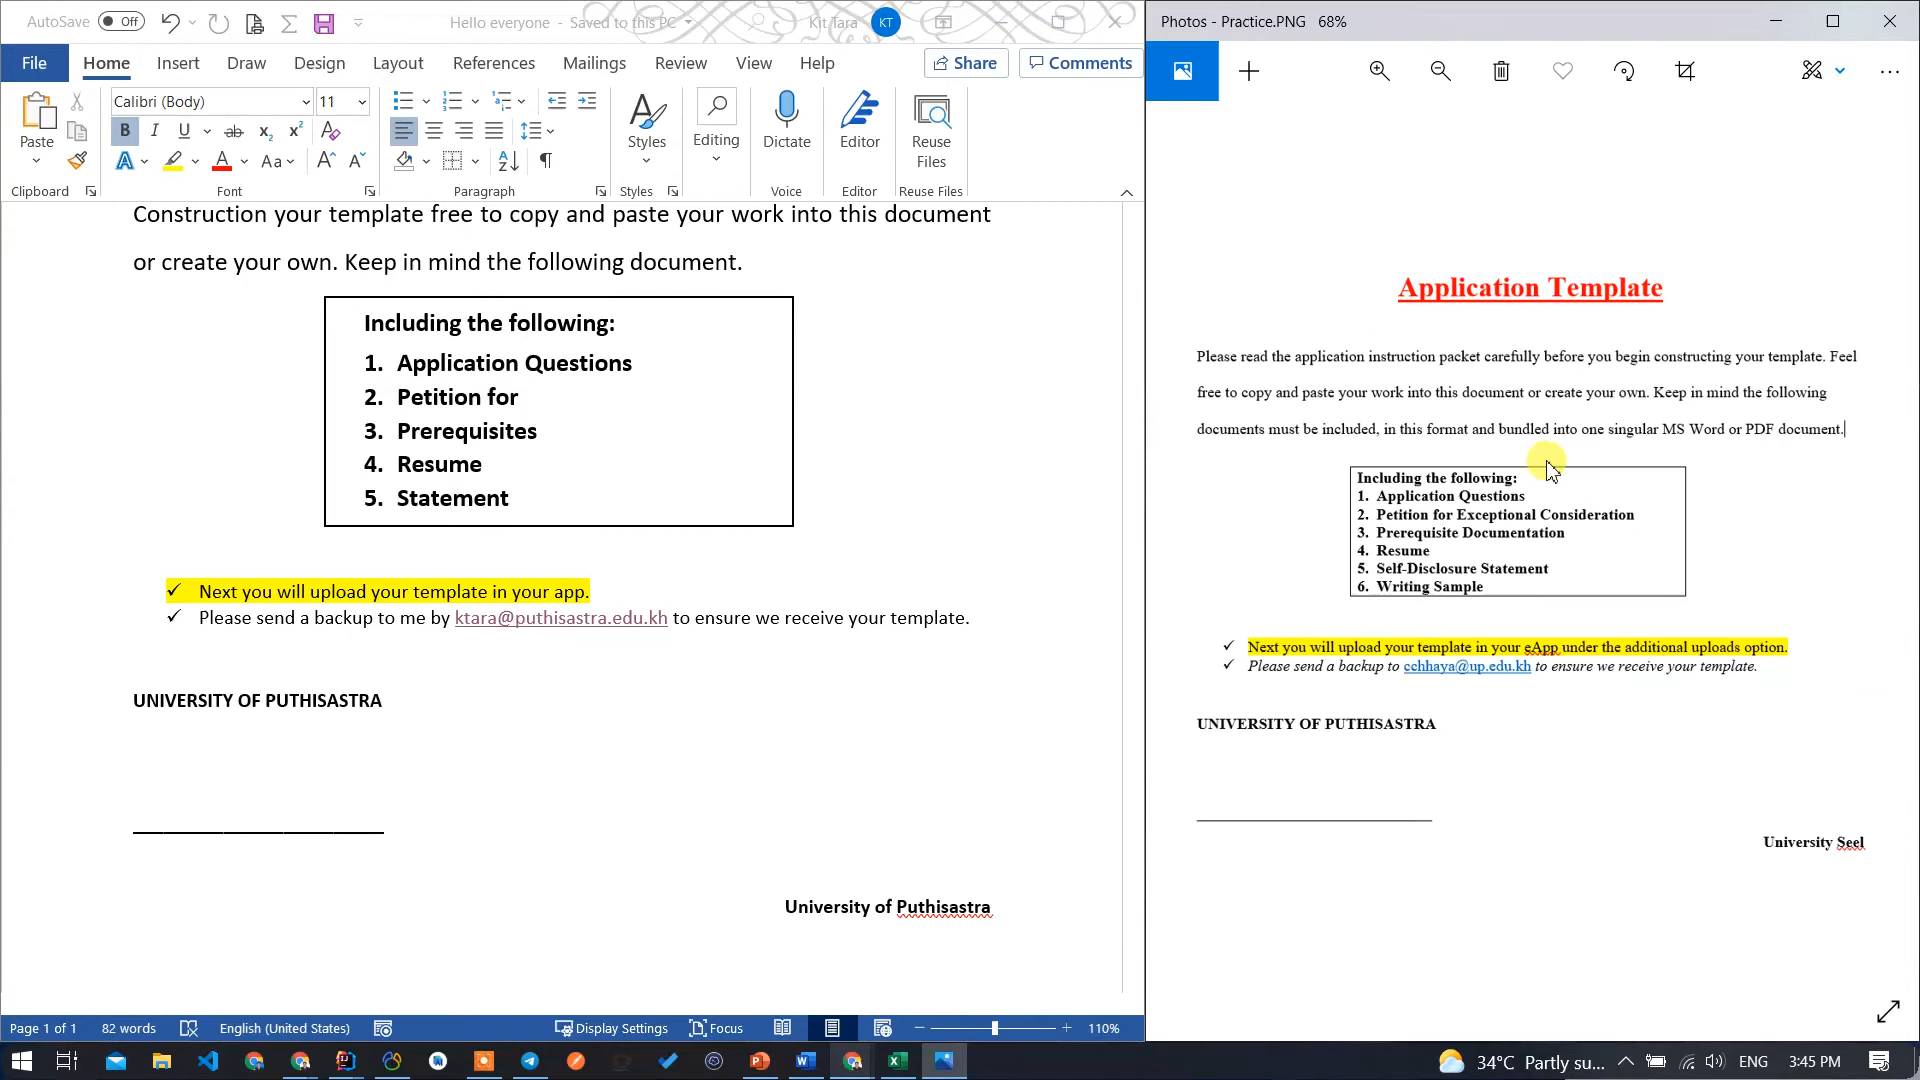 AutoSave Off Hello everyone - Saved to this PC Kit Tara KT
File Home Insert Draw Design Layout References Mailings Review View Help Share Comments
Paste Calibri (Body) 11 Styles Editing Dictate Editor Reuse Files
Clipboard Font Paragraph Styles Voice Editor Reuse Files
Construction your template free to copy and paste your work into this document
or create your own. Keep in mind the following document.
Including the following:
1. Application Questions
2. Petition for
3. Prerequisites
4. Resume
5. Statement
✓ Next you will upload your template in your app.
✓ Please send a backup to me by ktara@puthisastra.edu.kh to ensure we receive your template.
UNIVERSITY OF PUTHISASTRA
University of Puthisastra
Page 1 of 1 82 words English (United States) Display Settings Focus 110%
Photos - Practice.PNG 68%
Application Template
Please read the application instruction packet carefully before you begin constructing your template. Feel
free to copy and paste your work into this document or create your own. Keep in mind the following
documents must be included, in this format and bundled into one singular MS Word or PDF document.
Including the following:
1. Application Questions
2. Petition for Exceptional Consideration
3. Prerequisite Documentation
4. Resume
5. Self-Disclosure Statement
6. Writing Sample
✓ Next you will upload your template in your eApp under the additional uploads option.
✓ Please send a backup to cchhaya@up.edu.kh to ensure we receive your template.
UNIVERSITY OF PUTHISASTRA
University Seel
34°C Partly su... ENG 3:45 PM